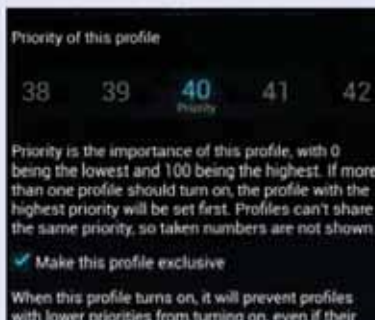 Priority of this profile
38 39 40 41 42
Priority
Priority is the importance of this profile, with 0
being the lowest and 100 being the highest. If more
than one profile should turn on, the profile with the
highest priority will be set first. Profiles can't share
the same priority, so taken numbers are not shown
Make this profile exclusive
When this profile turns on, it will prevent profiles
with lower priorities from turning on, even if their